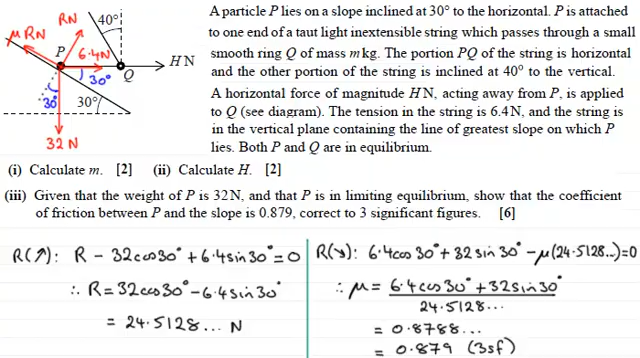 RN
μRN
40°
P
6.4N
H N
30°
Q
30°
30°
32N
A particle P lies on a slope inclined at 30° to the horizontal. P is attached
to one end of a taut light inextensible string which passes through a small
smooth ring Q of mass m kg. The portion PQ of the string is horizontal
and the other portion of the string is inclined at 40° to the vertical.
A horizontal force of magnitude H N, acting away from P, is applied
to Q (see diagram). The tension in the string is 6.4 N, and the string is
in the vertical plane containing the line of greatest slope on which P
lies. Both P and Q are in equilibrium.
(i) Calculate m. [2] (ii) Calculate H. [2]
(iii) Given that the weight of P is 32 N, and that P is in limiting equilibrium, show that the coefficient
of friction between P and the slope is 0.879, correct to 3 significant figures. [6]
R(↗): R - 32cos30° + 6.4sin30° = 0
∴ R = 32cos30° - 6.4sin30°
= 24.5128... N
R(↘): 6.4cos30° + 32sin30° - μ(24.5128...) = 0
∴ μ = 6.4cos30° + 32sin30°
24.5128...
= 0.8788...
= 0.879 (3sf)